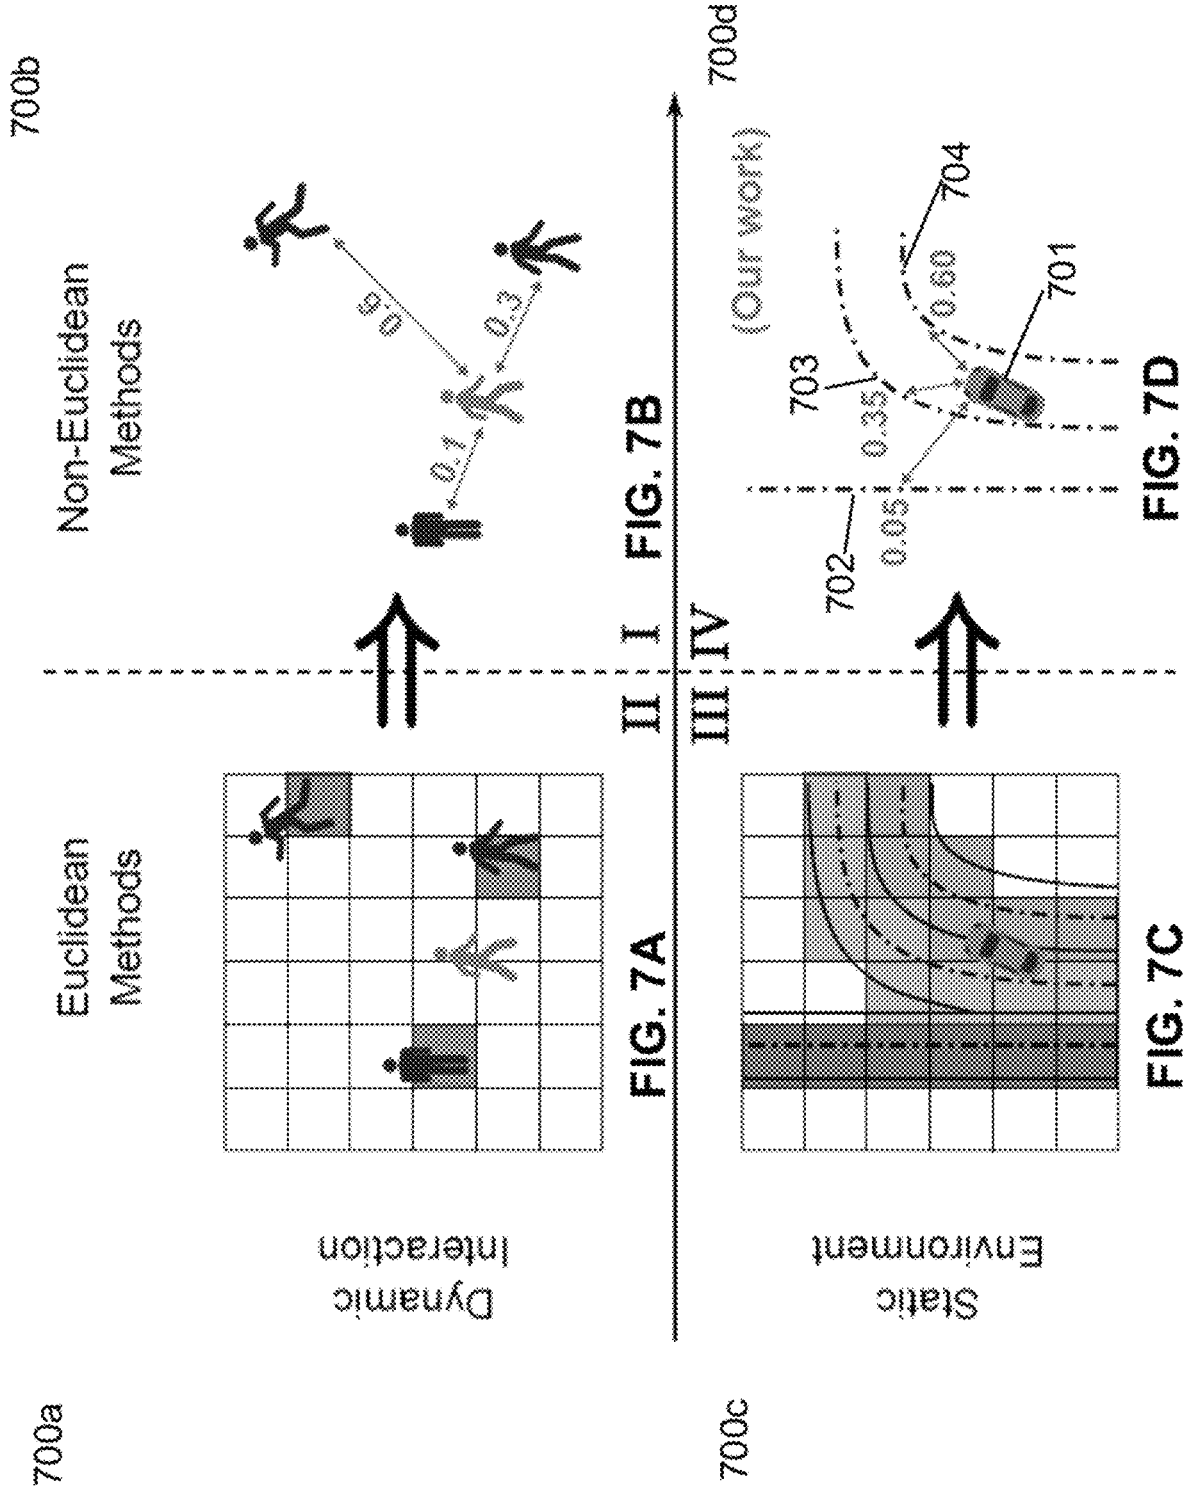 700a
700b
Euclidean
Methods
Non-Euclidean
Methods
Dynamic
Interaction
0.6
0.1
0.3
FIG. 7A
FIG. 7B
II
I
III
IV
700c
700d
(Our work)
Static
Environment
702
703
704
0.05
0.35
0.60
701
FIG. 7C
FIG. 7D